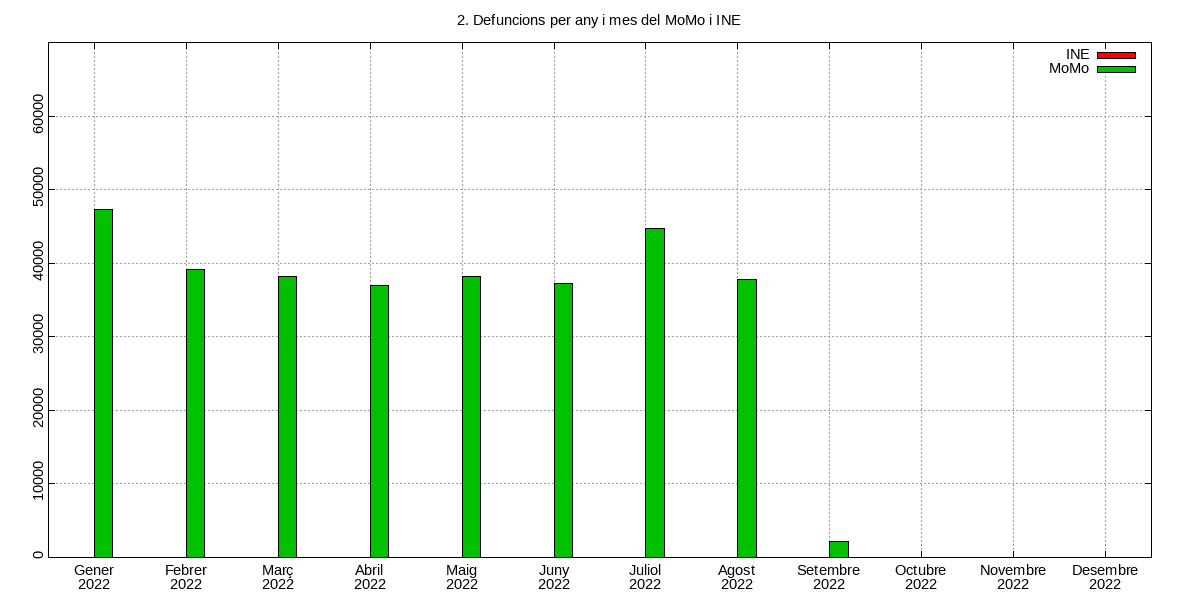 2. Defuncions per any i mes del MoMo i INE
INE
MoMo
60000
50000
40000
30000
20000
10000
0
Gener Febrer Març Abril Maig Juny Juliol Agost Setembre Octubre Novembre Desembre
2022 2022 2022 2022 2022 2022 2022 2022 2022 2022 2022 2022